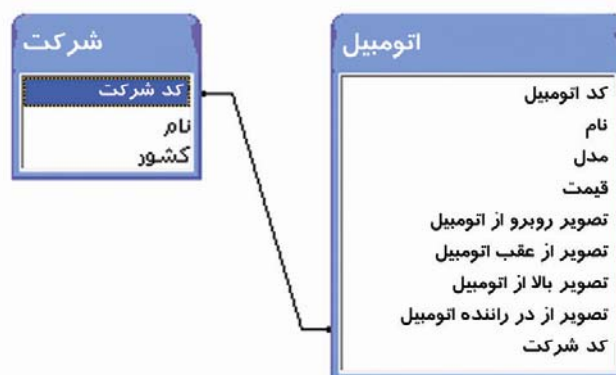 شرکت
کد شرکت
نام
کشور
اتومبیل
کد اتومبیل
نام
مدل
قیمت
تصویر روبرو از اتومبیل
تصویر از عقب اتومبیل
تصویر بالا از اتومبیل
تصویر از در راننده اتومبیل
کد شرکت